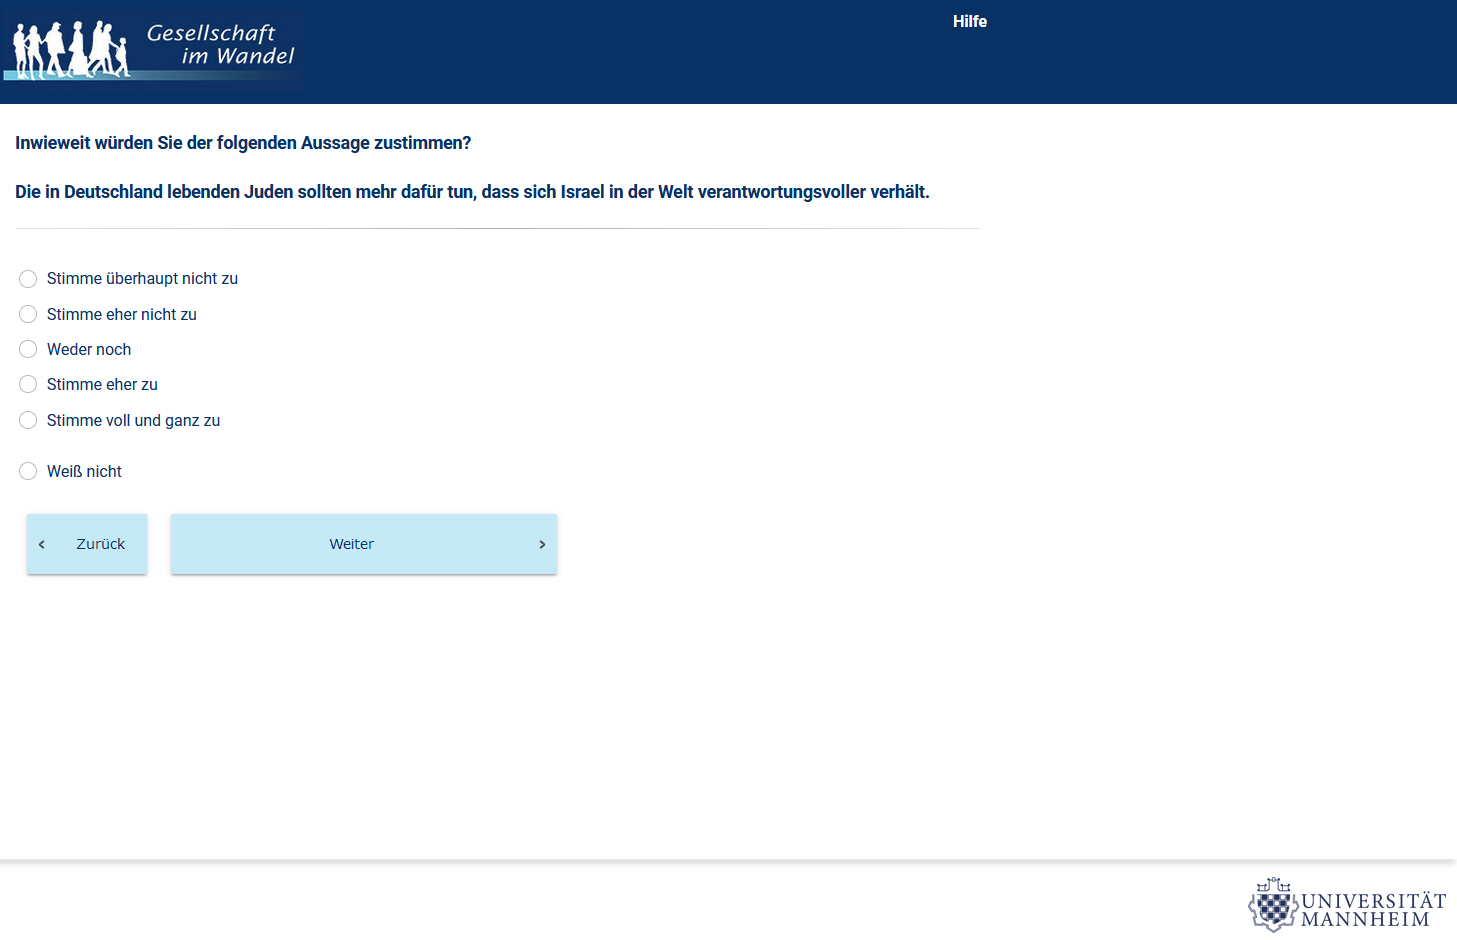 Gesellschaft
im Wandel
Hilfe
Inwieweit würden Sie der folgenden Aussage zustimmen?
Die in Deutschland lebenden Juden sollten mehr dafür tun, dass sich Israel in der Welt verantwortungsvoller verhält.
Stimme überhaupt nicht zu
Stimme eher nicht zu
Weder noch
Stimme eher zu
Stimme voll und ganz zu
Weiß nicht
Zurück
Weiter
UNIVERSITÄT
MANNHEIM